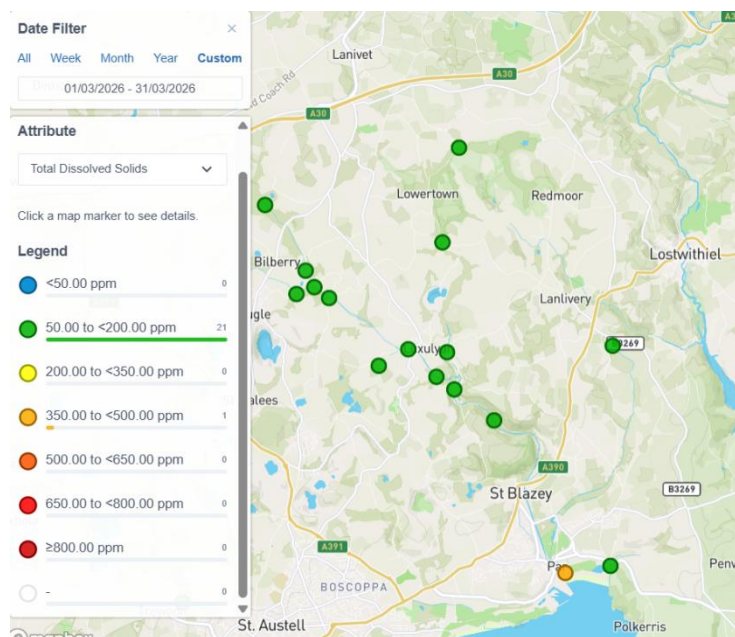 Date Filter ×
All Week Month Year Custom
01/03/2026 - 31/03/2026
Attribute
Total Dissolved Solids
Click a map marker to see details.
Legend
<50.00 ppm 0
50.00 to <200.00 ppm 21
200.00 to <350.00 ppm 0
350.00 to <500.00 ppm 1
500.00 to <650.00 ppm 0
650.00 to <800.00 ppm 0
≥800.00 ppm 0
- 0
Lanivet
Coach Rd
A30
A30
Lowertown
Redmoor
Bilberry
Lostwithiel
Lanlivery
B3269
A390
St Blazey
B3269
A391
BOSCOPPA
St. Austell
Polkerris